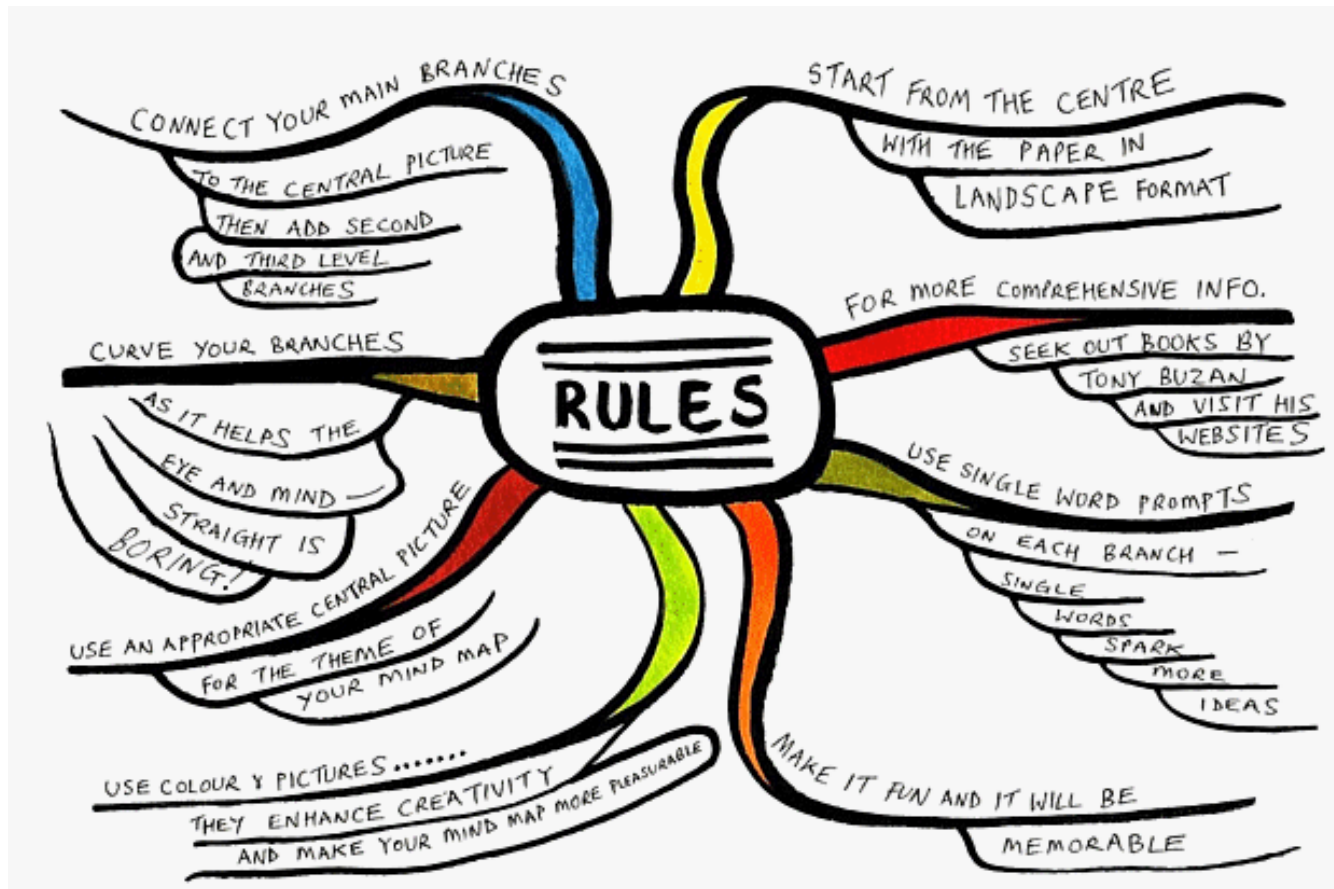 RULES
START FROM THE CENTRE
WITH THE PAPER IN
LANDSCAPE FORMAT
FOR MORE COMPREHENSIVE INFO.
SEEK OUT BOOKS BY
TONY BUZAN
AND VISIT HIS
WEBSITES
USE SINGLE WORD PROMPTS
ON EACH BRANCH —
SINGLE
WORDS
SPARK
MORE
IDEAS
MAKE IT FUN AND IT WILL BE
MEMORABLE
USE COLOUR & PICTURES.......
THEY ENHANCE CREATIVITY
AND MAKE YOUR MIND MAP MORE PLEASURABLE
USE AN APPROPRIATE CENTRAL PICTURE
FOR THE THEME OF
YOUR MIND MAP
CURVE YOUR BRANCHES
AS IT HELPS THE
EYE AND MIND —
STRAIGHT IS
BORING!
CONNECT YOUR MAIN BRANCHES
TO THE CENTRAL PICTURE
THEN ADD SECOND
AND THIRD LEVEL
BRANCHES